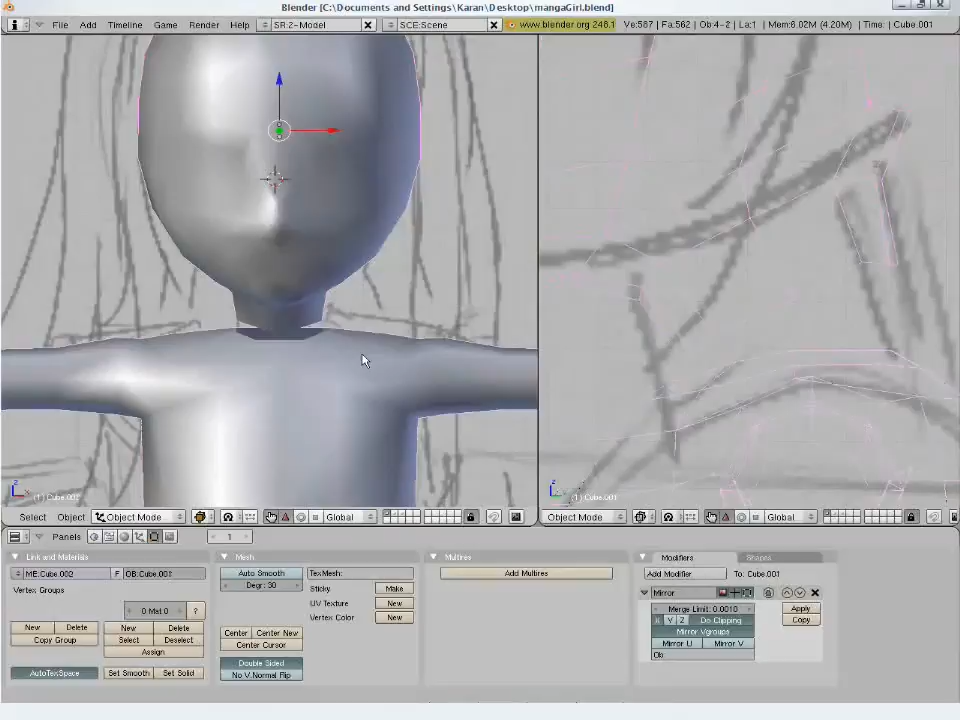 Blender [C:\Documents and Settings\Karan\Desktop\mangaGirl.blend]
File Add Timeline Game Render Help SR:2-Model SCE:Scene www.blender.org 248.1 Ve:587 | Fa:562 | Ob:4-2 | La:1 | Mem:6.02M (4.20M) | Time: | Cube.001
z
z
(1) Cube.001
Select Object Object Mode Global
Object Mode Global
Panels 1
Link and Materials Mesh Multires Modifiers Shapes
ME:Cube.002 F OB:Cube.001
Auto Smooth
TexMesh:
Add Multires
Add Modifier To: Cube.001
Vertex Groups
Degr: 30
Sticky
Make
Mirror
UV Texture
New
0 Mat 0 ?
Merge Limit: 0.0010
Apply
Vertex Color
New
Y Z Do Clipping
Copy
New Delete New Delete
Center Center New
Mirror Vgroups
Copy Group Select Deselect
Center Cursor
Mirror U Mirror V
Assign
Ob:
Double Sided
AutoTexSpace Set Smooth Set Solid
No V.Normal Flip